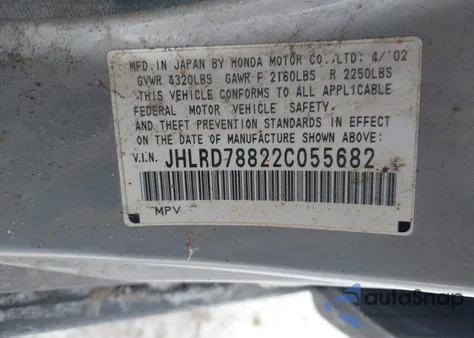 MFD. IN JAPAN BY HONDA MOTOR CO.,LTD: 4/'02
GVWR 4320LBS GAWR F 2160LBS R 2250LBS
THIS VEHICLE CONFORMS TO ALL APPLICABLE
FEDERAL MOTOR VEHICLE SAFETY,
AND THEFT PREVENTION STANDARDS IN EFFECT
ON THE DATE OF MANUFACTURE SHOWN ABOVE.
V.I.N. JHLRD78822C055682
MPV
autoSnap